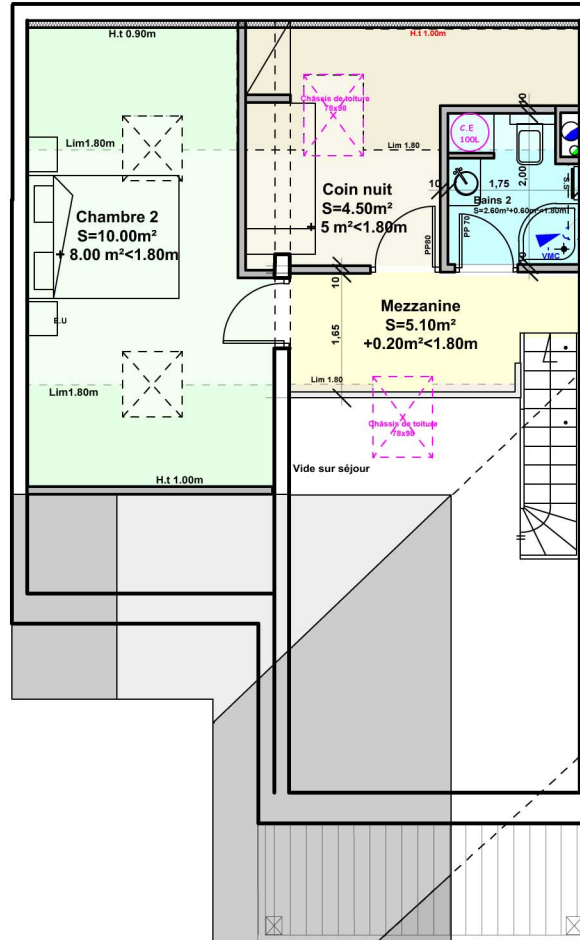 H.t 0.90m
H.t 1.00m
Châssis de toiture
78x98
C.E
100L
10
Lim1.80m
Lim 1.80
2,00
S.S
Coin nuit
S=4.50m²
+ 5 m²<1.80m
10
1,75
Bains 2
S=2.60m²+0.60m²<1.80m
Chambre 2
S=10.00m²
+ 8.00 m²<1.80m
PP80
PP 70
VMC
10
Mezzanine
S=5.10m²
+0.20m²<1.80m
E.U
1,65
Lim1.80m
Lim 1.80
Châssis de toiture
78x98
Vide sur séjour
H.t 1.00m